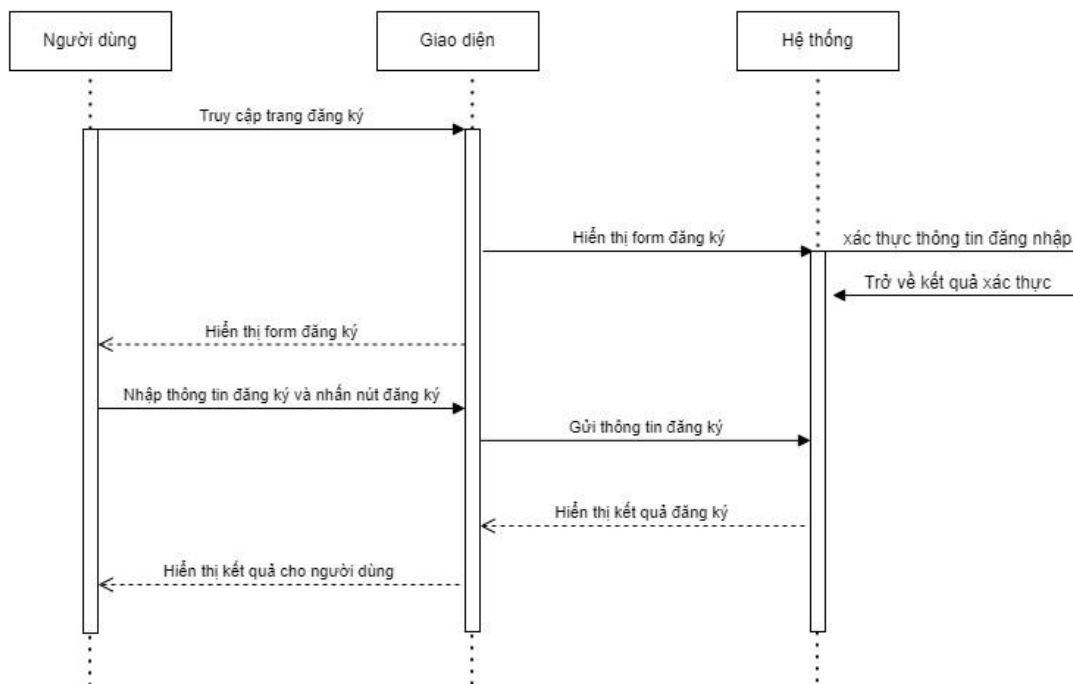 Người dùng
Giao diện
Hệ thống
Truy cập trang đăng ký
Hiển thị form đăng ký
xác thực thông tin đăng nhập
Trở về kết quả xác thực
Hiển thị form đăng ký
Nhập thông tin đăng ký và nhấn nút đăng ký
Gửi thông tin đăng ký
Hiển thị kết quả đăng ký
Hiển thị kết quả cho người dùng